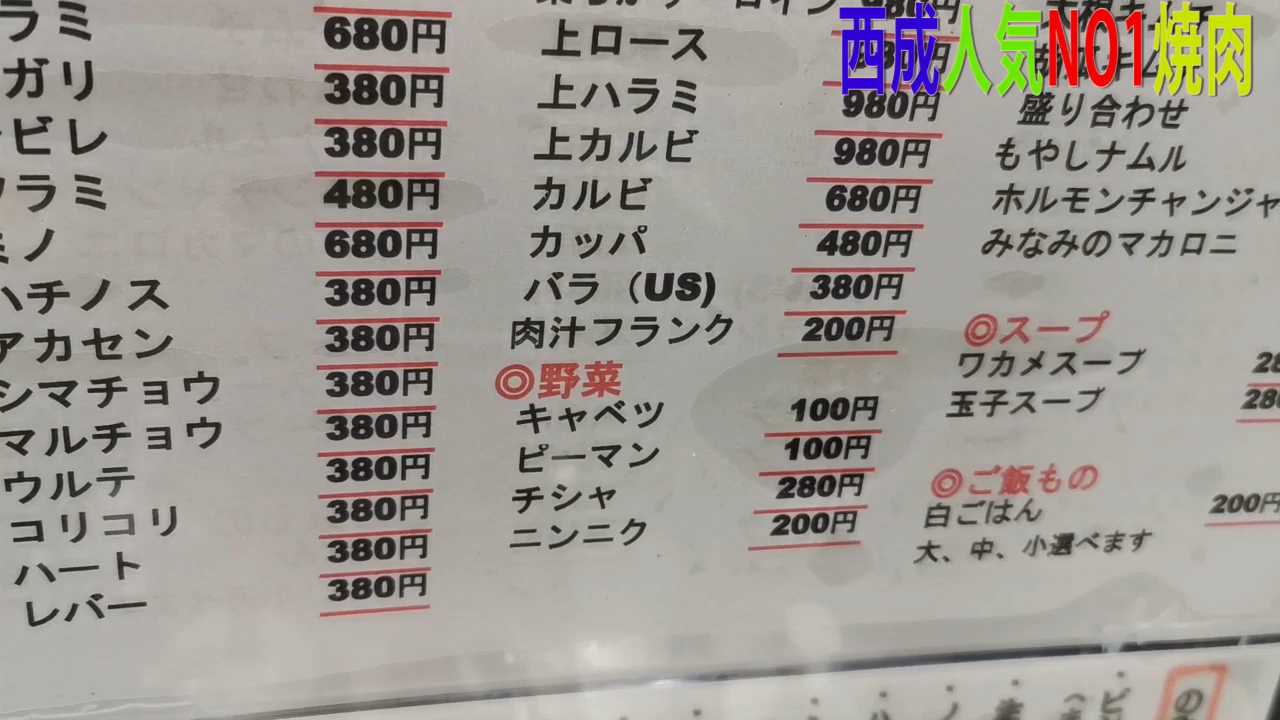 西成人気NO1焼肉
ラミ 680円
ガリ 380円
ビレ 380円
ラミ 480円
ミノ 680円
ハチノス 380円
アカセン 380円
シマチョウ 380円
マルチョウ 380円
ウルテ 380円
コリコリ 380円
ハート 380円
レバー 380円
980円
上ロース
上ハラミ 980円
上カルビ 980円
カルビ 680円
カッパ 480円
バラ（US) 380円
肉汁フランク 200円
◎野菜
キャベツ 100円
ピーマン 100円
チシャ 280円
ニンニク 200円
盛り合わせ
もやしナムル
ホルモンチャンジャ
みなみのマカロニ
◎スープ
ワカメスープ 28
玉子スープ 280
◎ご飯もの
白ごはん 200円
大、中、小選べます
の